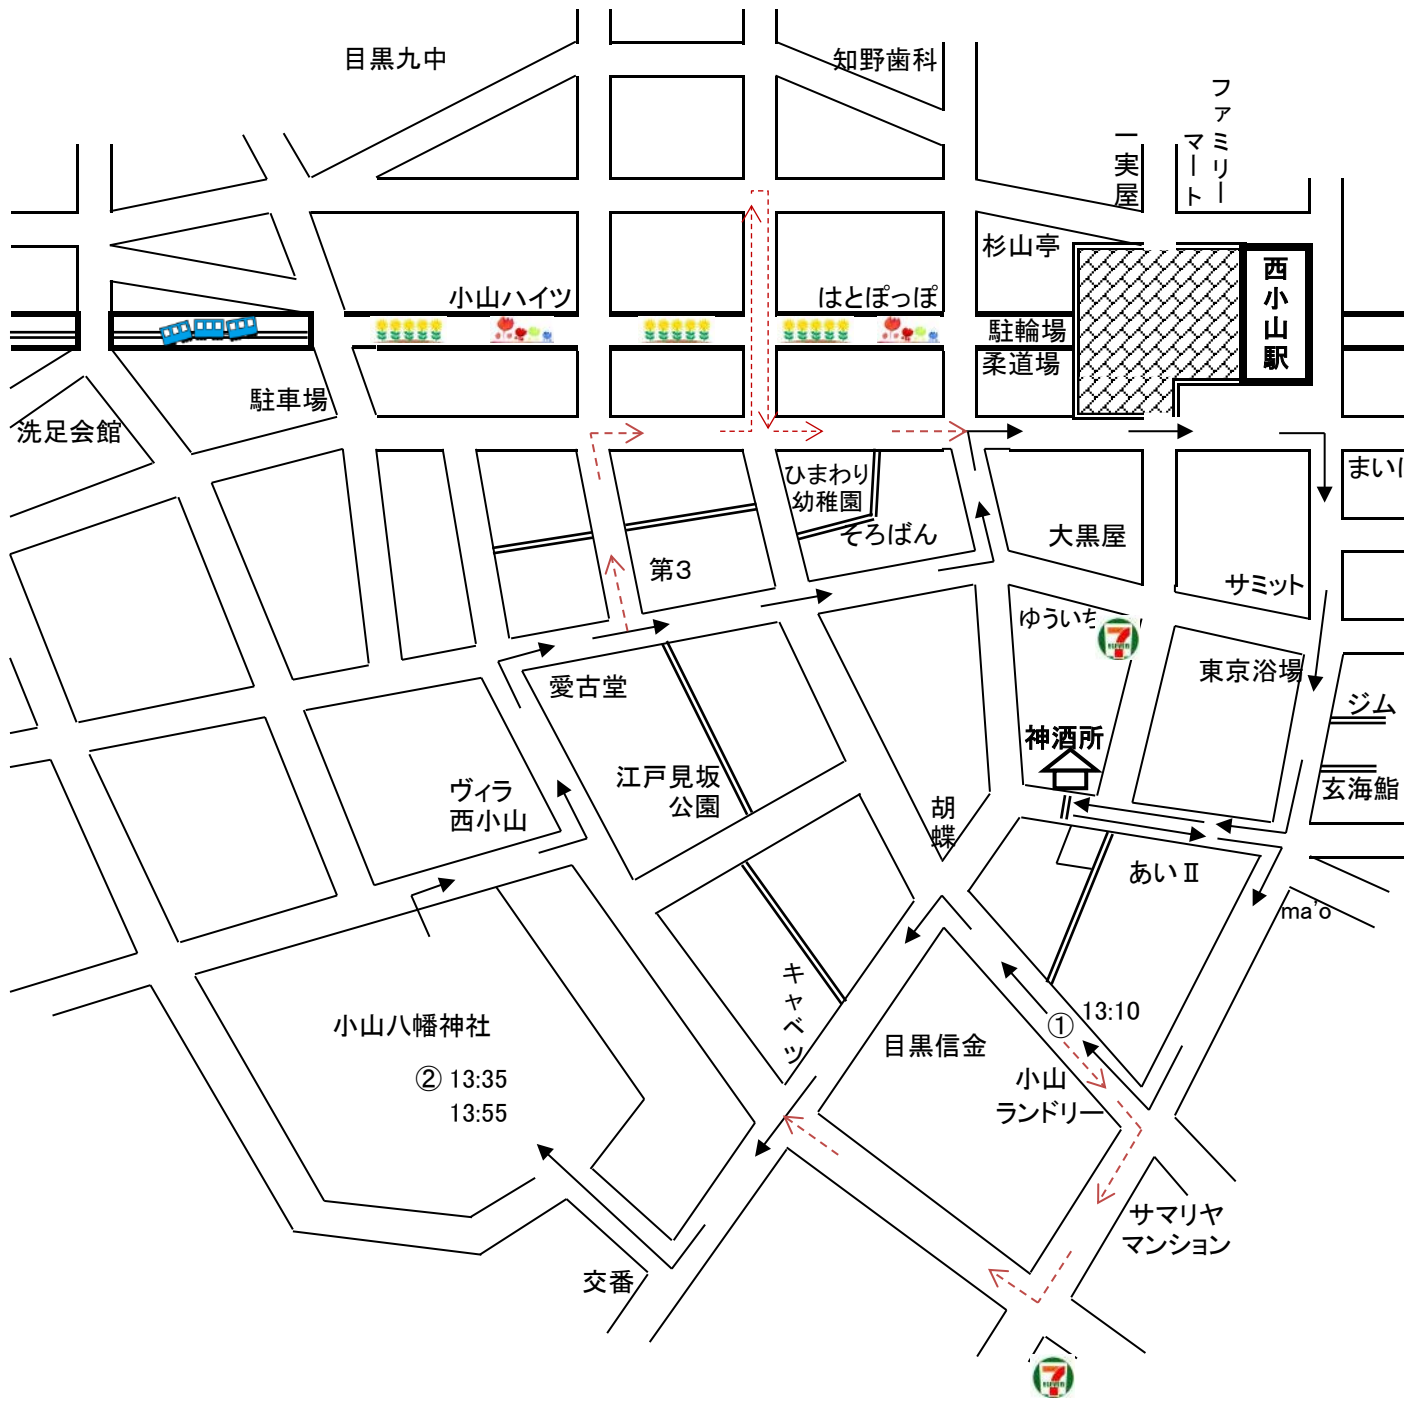 目黒九中
知野歯科
ファミリー
マート
一実屋
杉山亭
西小山駅
小山ハイツ
はとぽっぽ
駐輪場
柔道場
駐車場
洗足会館
ひまわり
幼稚園
そろばん
まいば
大黒屋
第3
サミット
ゆういち
7
ELEVEN
東京浴場
愛古堂
ジム
神酒所
江戸見坂
公園
ヴィラ
西小山
玄海鮨
胡蝶
あいⅡ
ma'o
キャベツ
13:10
①
小山八幡神社
目黒信金
② 13:35
13:55
小山
ランドリー
サマリヤ
マンション
交番
7
ELEVEN